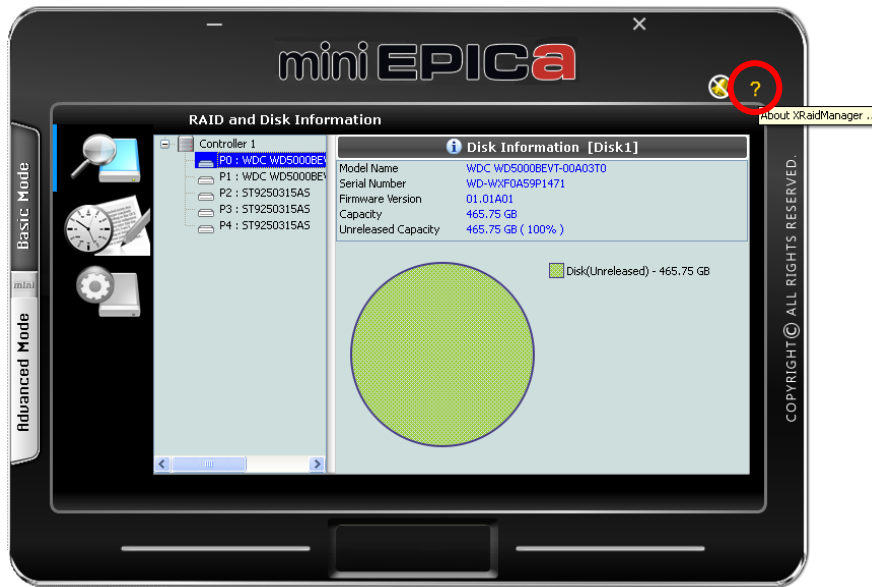 mini EPICa
?
About XRaidManager ..
RAID and Disk Information
Basic Mode
mini
Advanced Mode
Controller 1
P0 : WDC WD5000BEV
P1 : WDC WD5000BEV
P2 : ST9250315AS
P3 : ST9250315AS
P4 : ST9250315AS
Disk Information [Disk1]
Model Name WDC WD5000BEVT-00A03T0
Serial Number WD-WXF0A59P1471
Firmware Version 01.01A01
Capacity 465.75 GB
Unreleased Capacity 465.75 GB ( 100% )
Disk(Unreleased) - 465.75 GB
COPYRIGHT© ALL RIGHTS RESERVED.